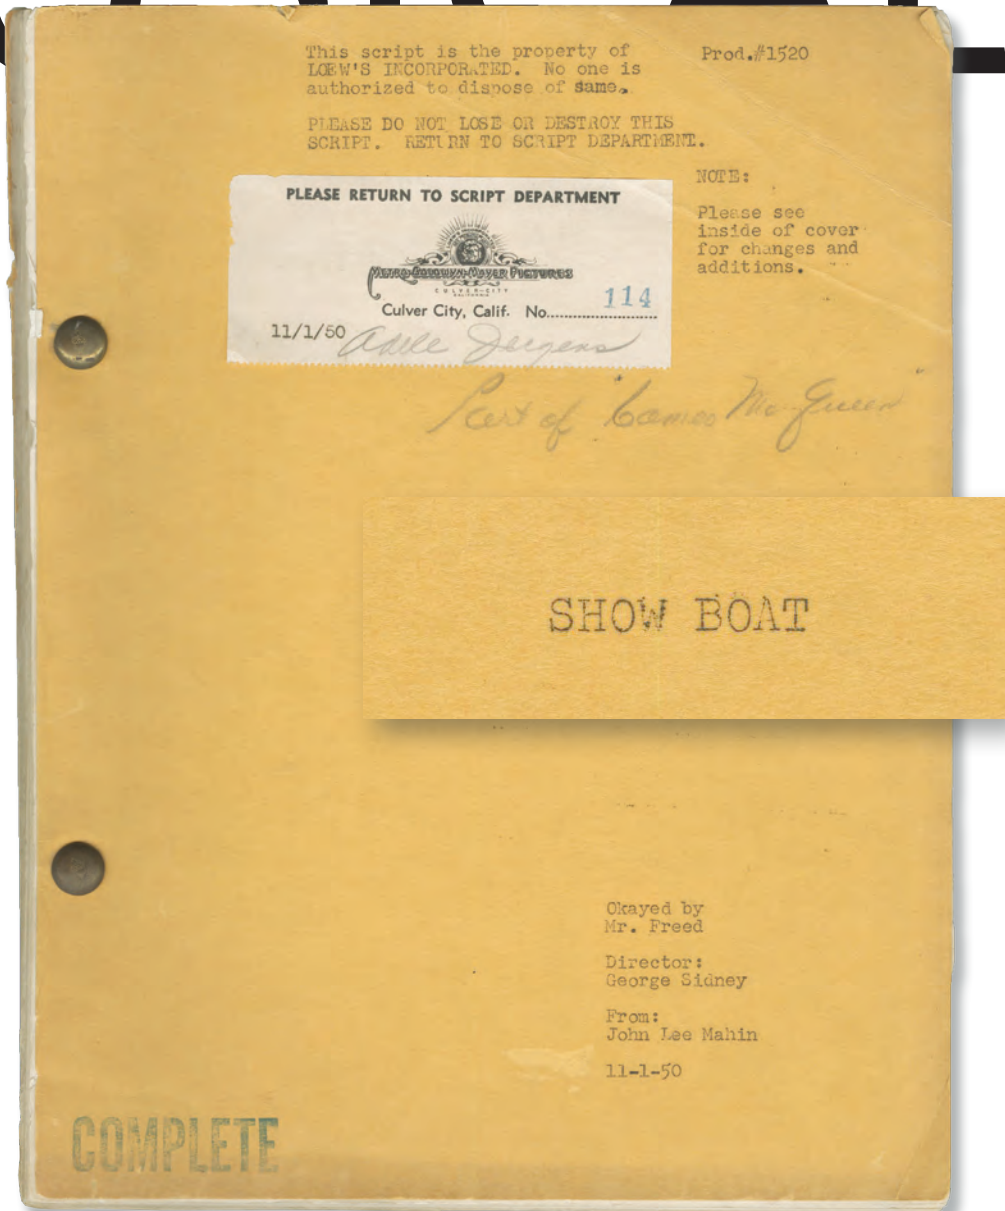 This script is the property of
LOEW'S INCORPORATED. No one is
authorized to dispose of same.
Prod.#1520
PLEASE DO NOT LOSE OR DESTROY THIS
SCRIPT. RETURN TO SCRIPT DEPARTMENT.
NOTE:
Please see
inside of cover
for changes and
additions.
PLEASE RETURN TO SCRIPT DEPARTMENT
METRO-GOLDWYN-MAYER PICTURES
CULVER-CITY
CALIFORNIA
Culver City, Calif. No. 114
11/1/50 Adele Jergens
Part of "Cameo McQueen"
SHOW BOAT
Okayed by
Mr. Freed
Director:
George Sidney
From:
John Lee Mahin
11-1-50
COMPLETE